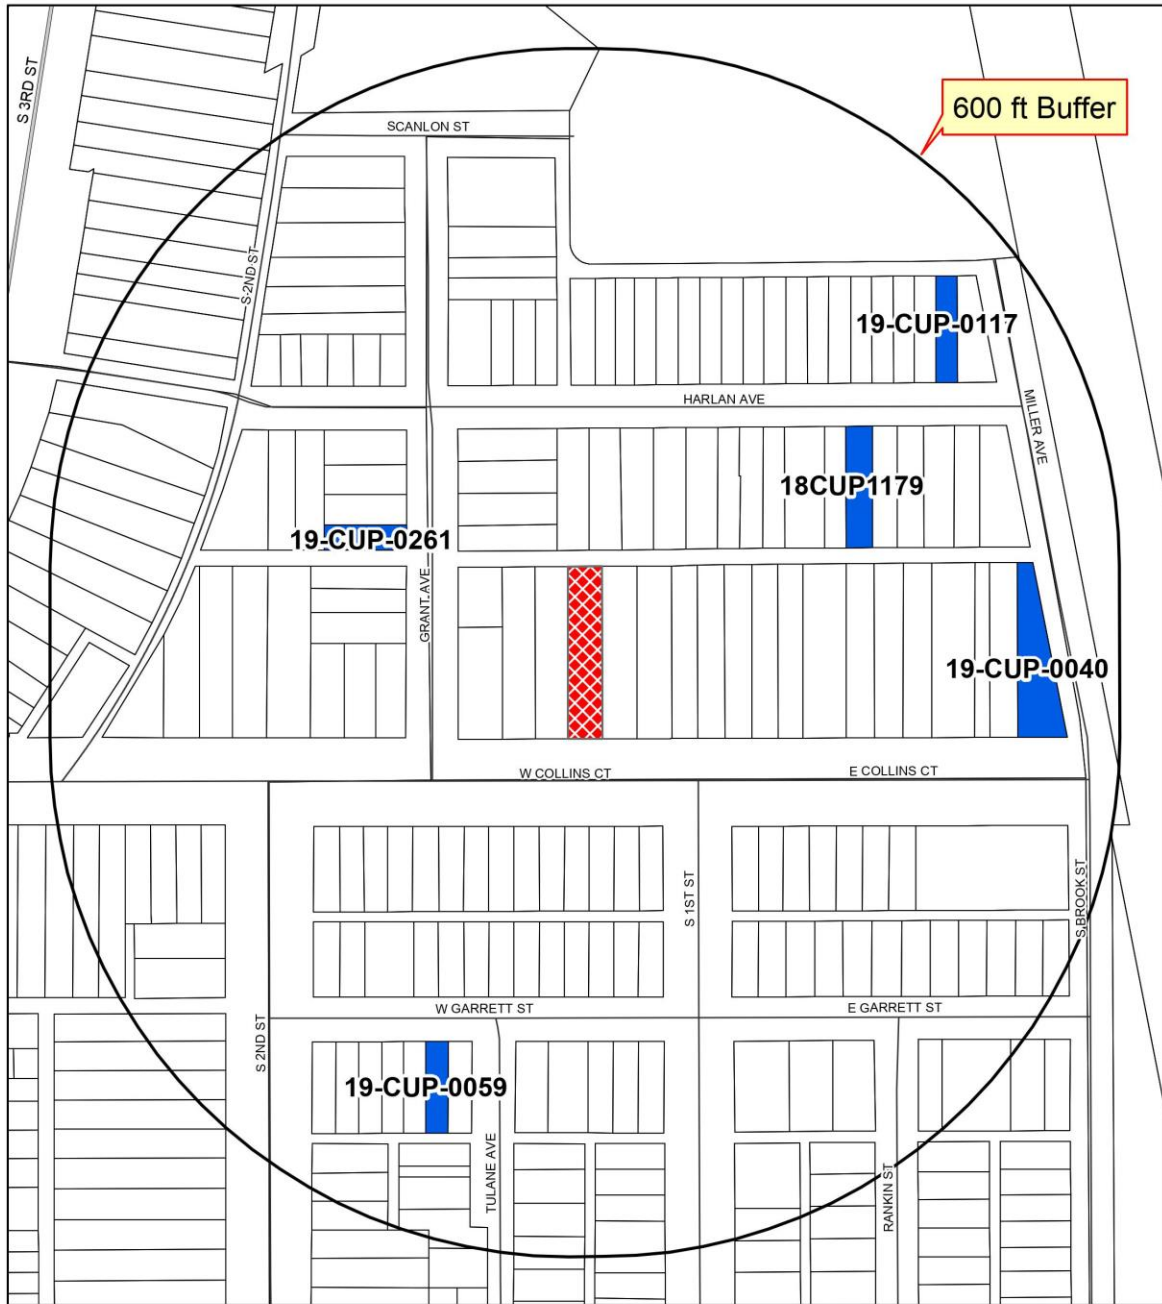 600 ft Buffer
S 3RD ST
SCANLON ST
S 2ND ST
19-CUP-0117
HARLAN AVE
MILLER AVE
18CUP1179
19-CUP-0261
GRANT AVE
19-CUP-0040
W COLLINS CT
E COLLINS CT
S 1ST ST
S BROOK ST
W GARRETT ST
E GARRETT ST
S 2ND ST
19-CUP-0059
TULANE AVE
RANKIN ST